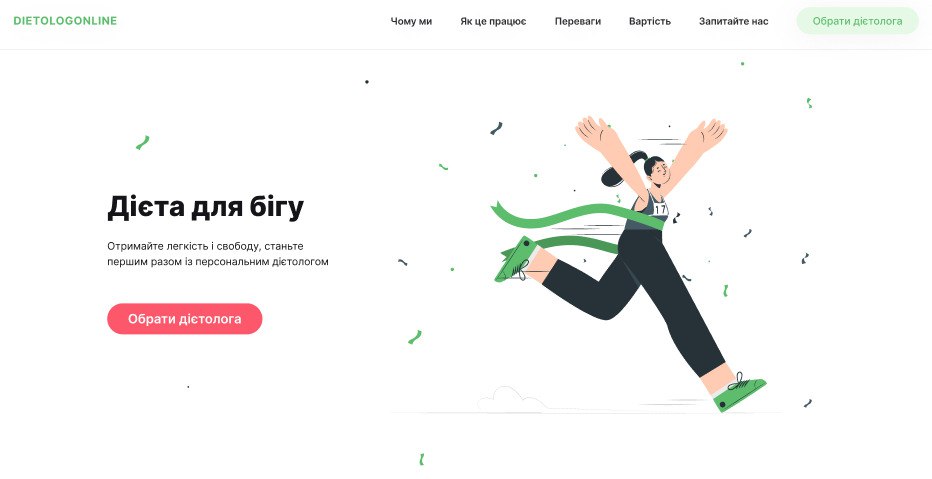 DIETOLOGONLINE
Чому ми
Як це працює
Переваги
Вартість
Запитайте нас
Обрати дієтолога
Дієта для бігу
Отримайте легкість і свободу, станьте
першим разом із персональним дієтологом
Обрати дієтолога
17